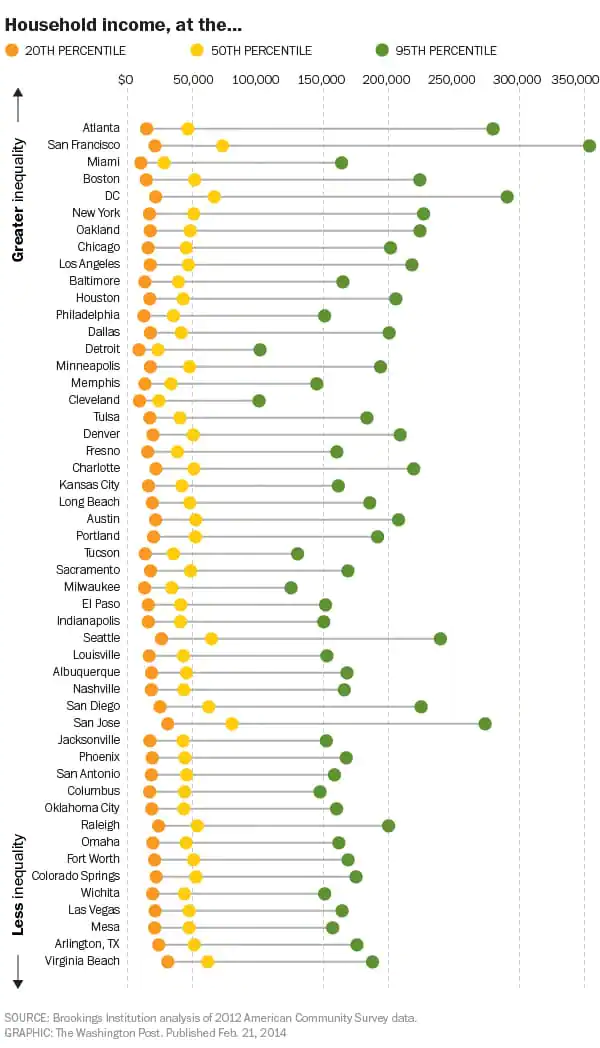 Household income, at the...
20TH PERCENTILE 50TH PERCENTILE 95TH PERCENTILE
$0 50,000 100,000 150,000 200,000 250,000 300,000 350,000
Greater inequality
Atlanta
San Francisco
Miami
Boston
DC
New York
Oakland
Chicago
Los Angeles
Baltimore
Houston
Philadelphia
Dallas
Detroit
Minneapolis
Memphis
Cleveland
Tulsa
Denver
Fresno
Charlotte
Kansas City
Long Beach
Austin
Portland
Tucson
Sacramento
Milwaukee
El Paso
Indianapolis
Seattle
Louisville
Albuquerque
Nashville
San Diego
San Jose
Jacksonville
Phoenix
San Antonio
Columbus
Oklahoma City
Raleigh
Omaha
Fort Worth
Colorado Springs
Wichita
Las Vegas
Mesa
Arlington, TX
Virginia Beach
Less inequality
SOURCE: Brookings Institution analysis of 2012 American Community Survey data.
GRAPHIC: The Washington Post. Published Feb. 21, 2014